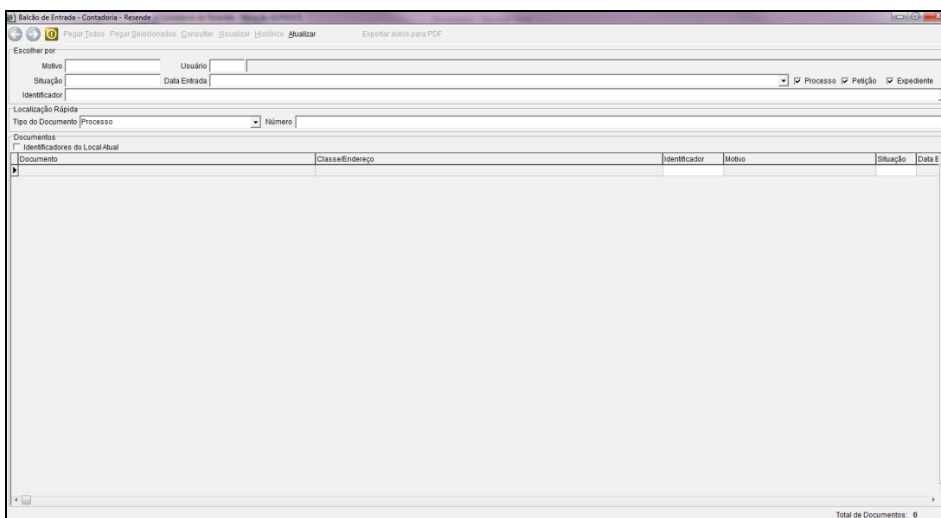 Balcão de Entrada - Contadoria - Resende
Pegar Todos Pegar Selecionados Consultar Visualizar Histórico Atualizar Exportar autos para PDF
Escolher por
Motivo Usuário
Situação Data Entrada Processo Petição Expediente
Identificador
Localização Rápida
Tipo do Documento Processo Número
Documentos
Identificadores do Local Atual
Documento Classe/Endereço Identificador Motivo Situação Data E
Total de Documentos: 0